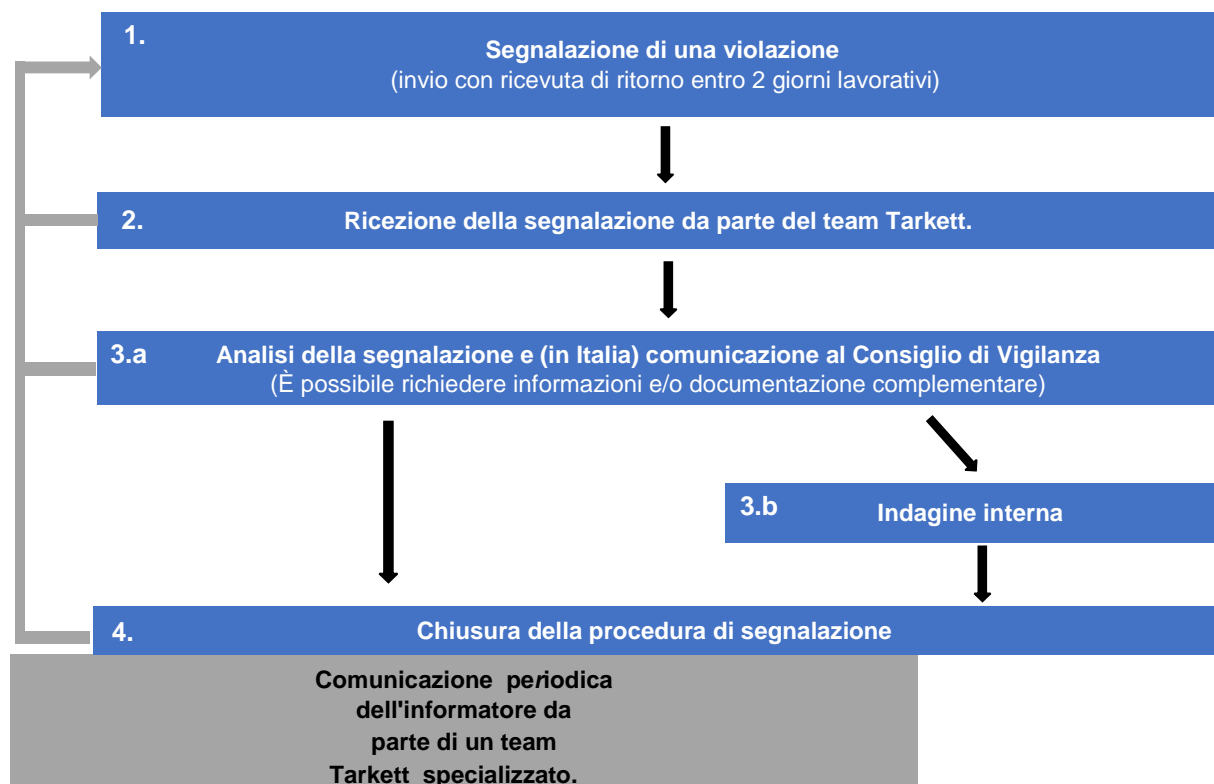 1.
Segnalazione di una violazione
(invio con ricevuta di ritorno entro 2 giorni lavorativi)
2.
Ricezione della segnalazione da parte del team Tarkett.
3.a
Analisi della segnalazione e (in Italia) comunicazione al Consiglio di Vigilanza
(È possibile richiedere informazioni e/o documentazione complementare)
3.b
Indagine interna
4.
Chiusura della procedura di segnalazione
Comunicazione periodica
dell'informatore da
parte di un team
Tarkett specializzato.